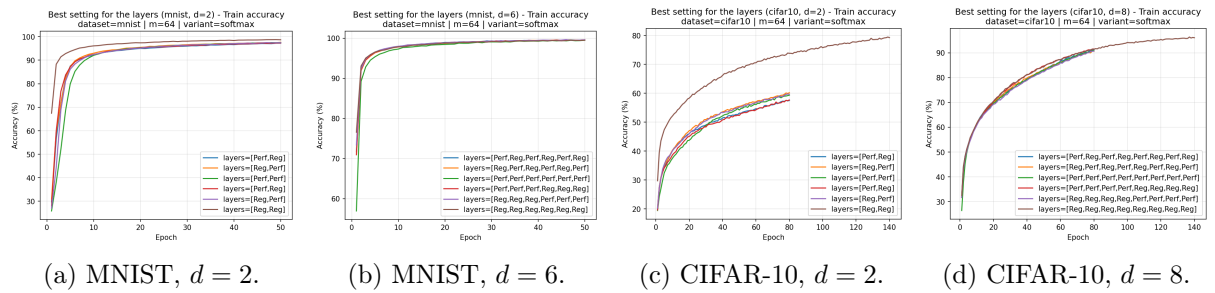 Best setting for the layers (mnist, d=2) - Train accuracy
dataset=mnist | m=64 | variant=softmax
Accuracy (%)
100
90
80
70
60
50
40
30
layers=[Perf,Reg]
layers=[Reg,Perf]
layers=[Perf,Perf]
layers=[Perf,Reg]
layers=[Reg,Perf]
layers=[Reg,Reg]
0 10 20 30 40 50
Epoch
(a) MNIST, d = 2.
Best setting for the layers (mnist, d=6) - Train accuracy
dataset=mnist | m=64 | variant=softmax
Accuracy (%)
100
90
80
70
60
layers=[Perf,Reg,Perf,Reg,Perf,Reg]
layers=[Reg,Perf,Reg,Perf,Reg,Perf]
layers=[Perf,Perf,Perf,Perf,Perf,Perf]
layers=[Perf,Perf,Perf,Reg,Reg,Reg]
layers=[Reg,Reg,Reg,Perf,Perf,Perf]
layers=[Reg,Reg,Reg,Reg,Reg,Reg]
0 10 20 30 40 50
Epoch
(b) MNIST, d = 6.
Best setting for the layers (cifar10, d=2) - Train accuracy
dataset=cifar10 | m=64 | variant=softmax
Accuracy (%)
80
70
60
50
40
30
20
layers=[Perf,Reg]
layers=[Reg,Perf]
layers=[Perf,Perf]
layers=[Perf,Reg]
layers=[Reg,Perf]
layers=[Reg,Reg]
0 20 40 60 80 100 120 140
Epoch
(c) CIFAR-10, d = 2.
Best setting for the layers (cifar10, d=8) - Train accuracy
dataset=cifar10 | m=64 | variant=softmax
Accuracy (%)
90
80
70
60
50
40
30
layers=[Perf,Reg,Perf,Reg,Perf,Reg,Perf,Reg]
layers=[Reg,Perf,Reg,Perf,Reg,Perf,Reg,Perf]
layers=[Perf,Perf,Perf,Perf,Perf,Perf,Perf,Perf]
layers=[Perf,Perf,Perf,Perf,Reg,Reg,Reg,Reg]
layers=[Reg,Reg,Reg,Reg,Perf,Perf,Perf,Perf]
layers=[Reg,Reg,Reg,Reg,Reg,Reg,Reg,Reg]
0 20 40 60 80 100 120 140
Epoch
(d) CIFAR-10, d = 8.